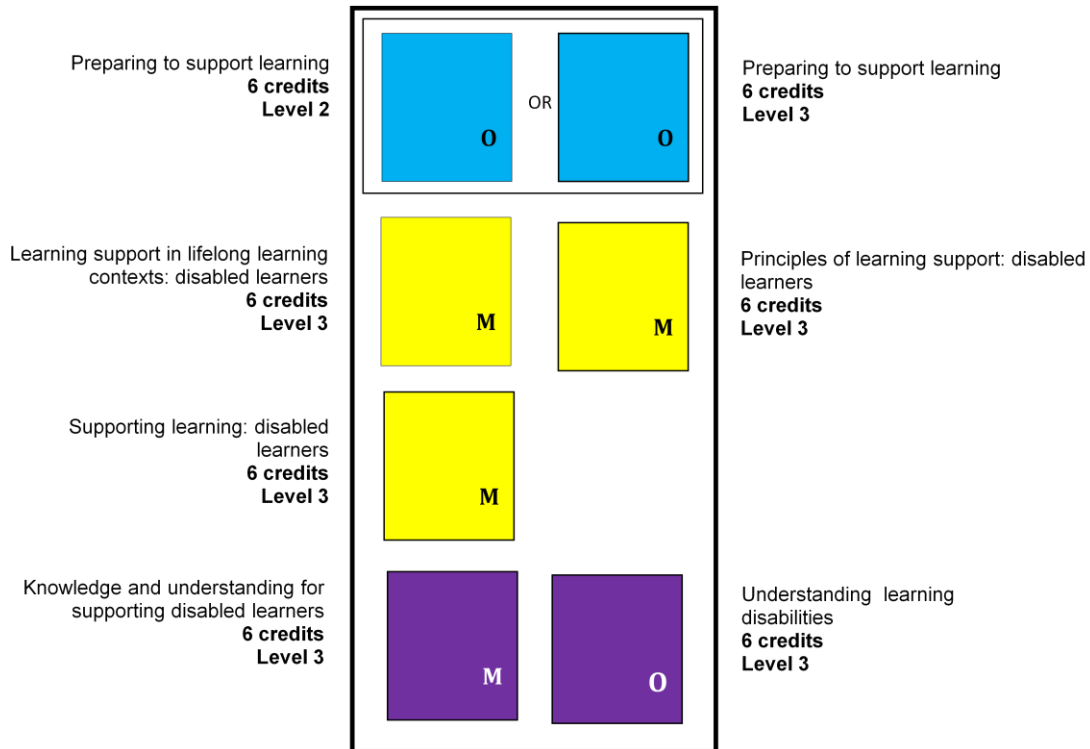 Preparing to support learning
6 credits
Level 2
O
OR
O
Preparing to support learning
6 credits
Level 3
Learning support in lifelong learning
contexts: disabled learners
6 credits
Level 3
M
M
Principles of learning support: disabled
learners
6 credits
Level 3
Supporting learning: disabled
learners
6 credits
Level 3
M
Knowledge and understanding for
supporting disabled learners
6 credits
Level 3
M
O
Understanding learning
disabilities
6 credits
Level 3